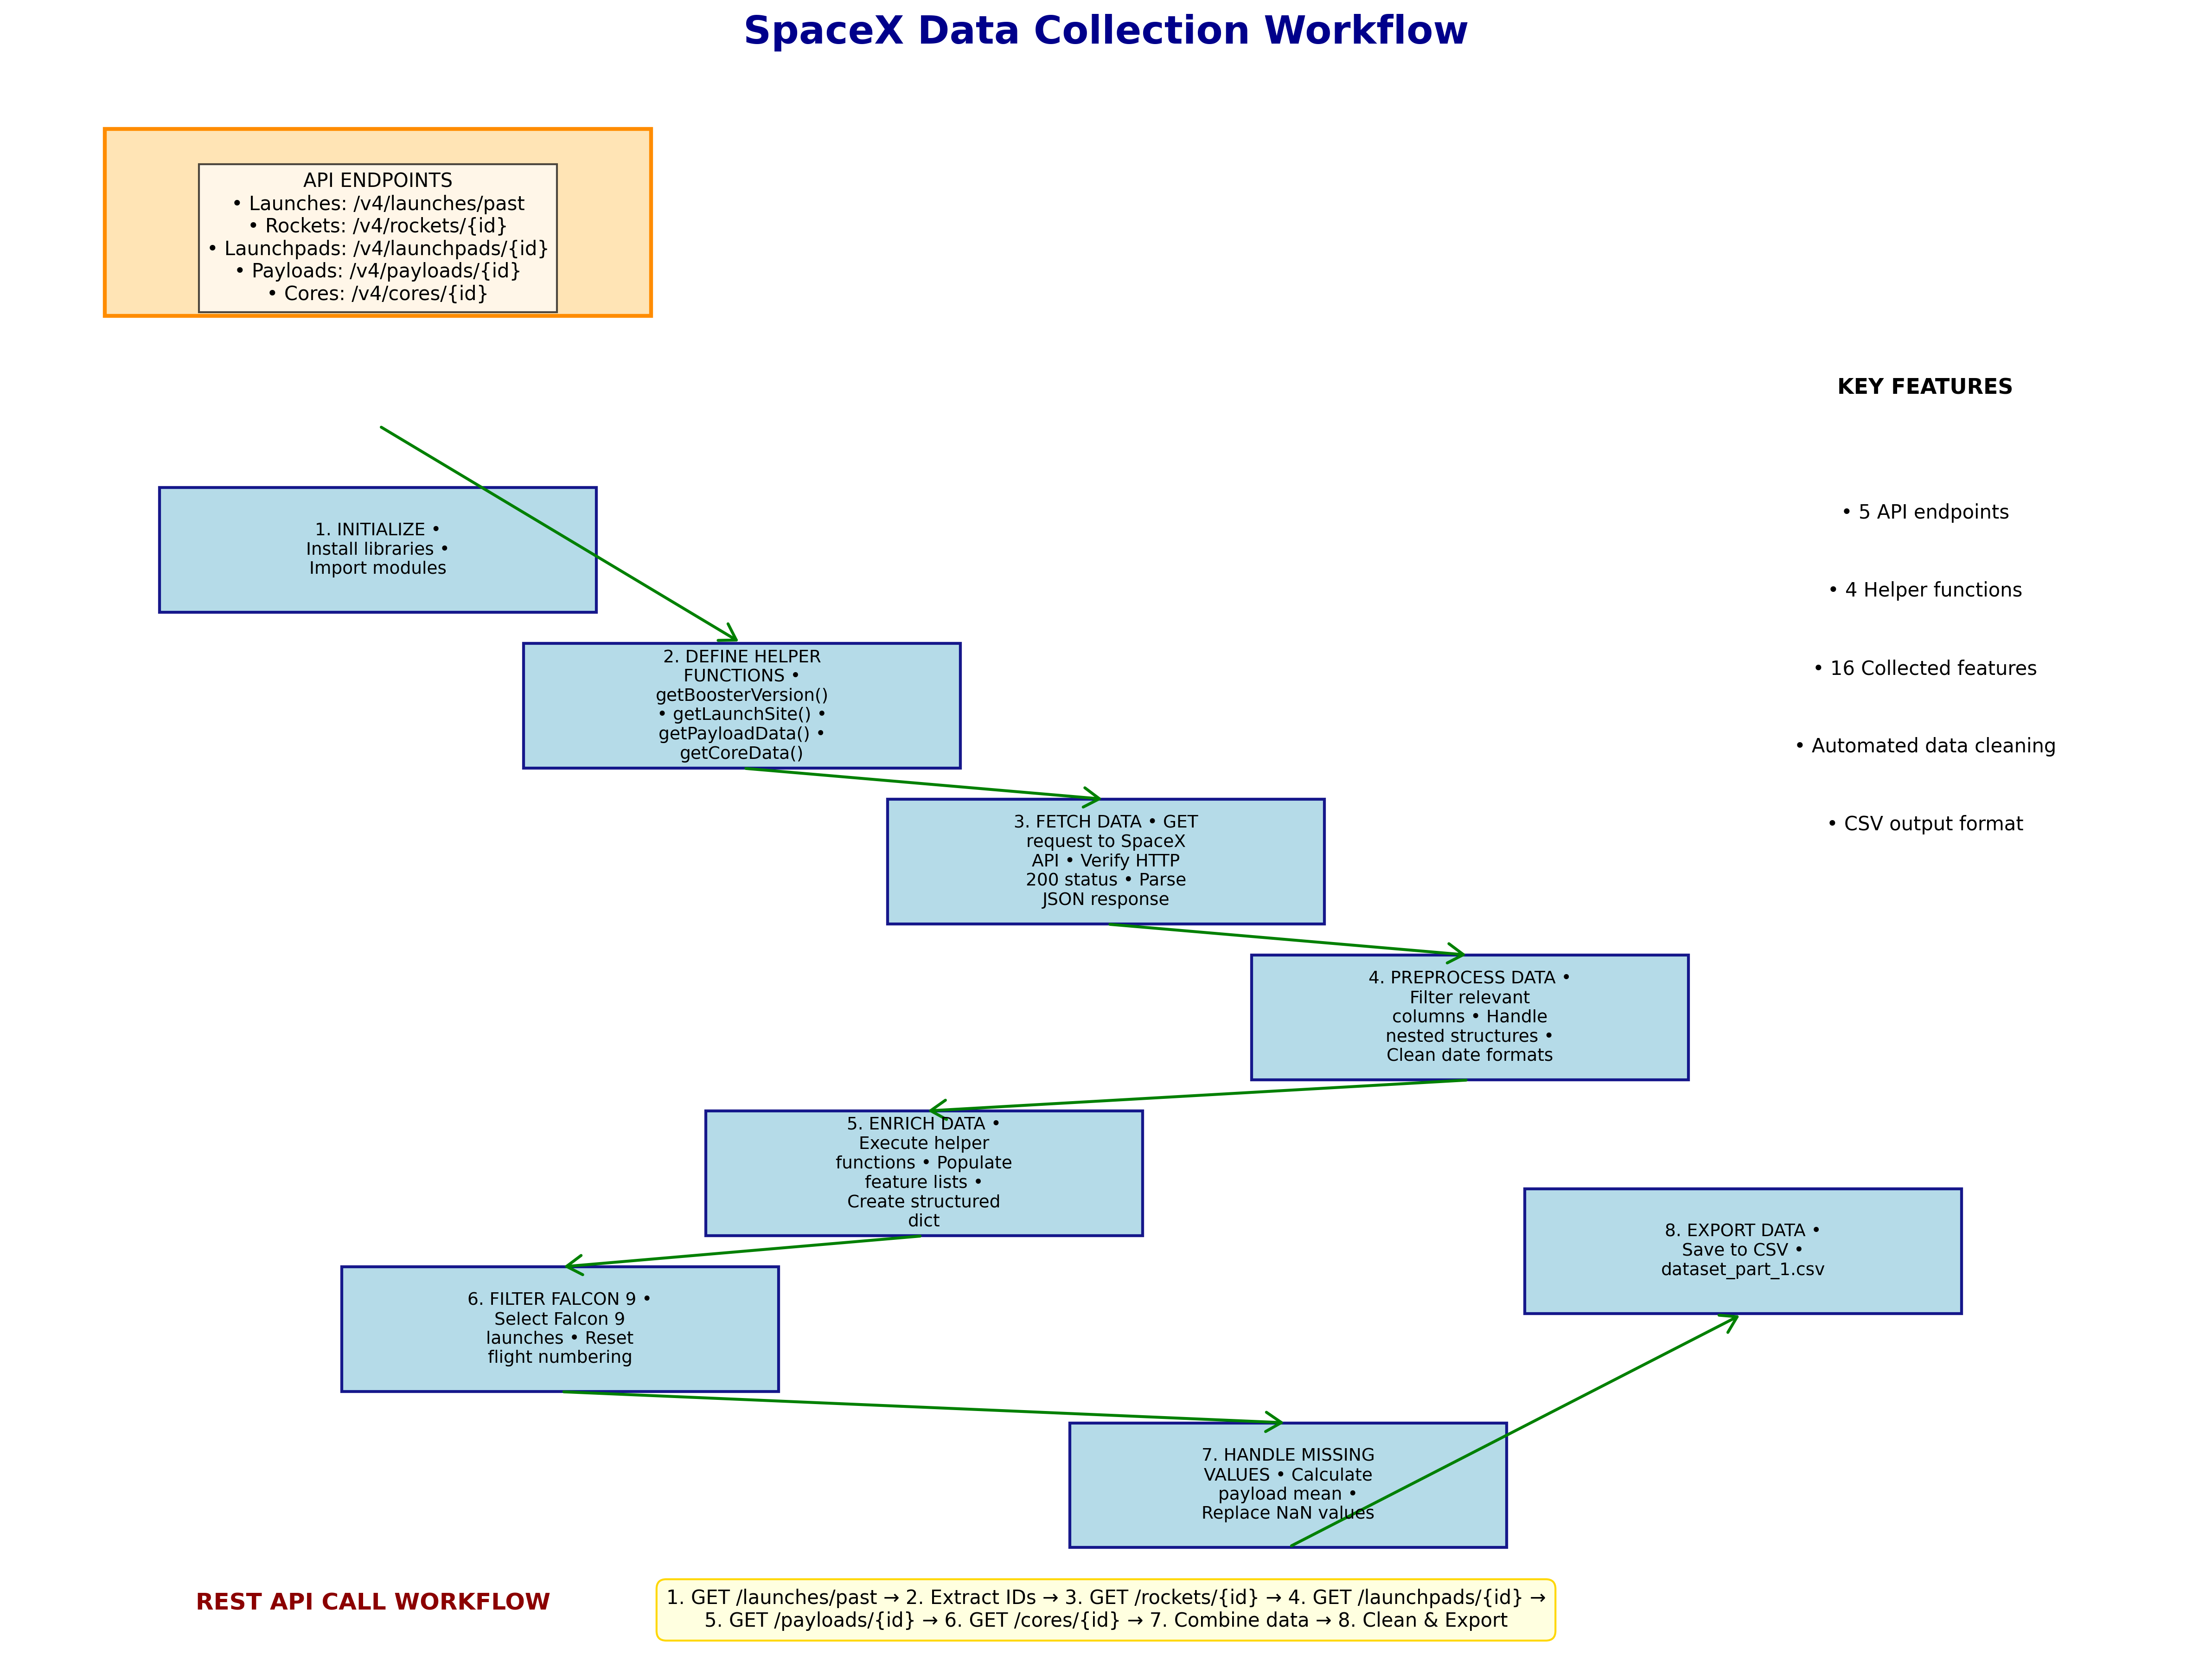 SpaceX Data Collection Workflow
API ENDPOINTS
• Launches: /v4/launches/past
• Rockets: /v4/rockets/{id}
• Launchpads: /v4/launchpads/{id}
• Payloads: /v4/payloads/{id}
• Cores: /v4/cores/{id}
KEY FEATURES
• 5 API endpoints
• 4 Helper functions
• 16 Collected features
• Automated data cleaning
• CSV output format
1. INITIALIZE •
Install libraries •
Import modules
2. DEFINE HELPER
FUNCTIONS •
getBoosterVersion()
• getLaunchSite() •
getPayloadData() •
getCoreData()
3. FETCH DATA • GET
request to SpaceX
API • Verify HTTP
200 status • Parse
JSON response
4. PREPROCESS DATA •
Filter relevant
columns • Handle
nested structures •
Clean date formats
5. ENRICH DATA •
Execute helper
functions • Populate
feature lists •
Create structured
dict
6. FILTER FALCON 9 •
Select Falcon 9
launches • Reset
flight numbering
7. HANDLE MISSING
VALUES • Calculate
payload mean •
Replace NaN values
8. EXPORT DATA •
Save to CSV •
dataset_part_1.csv
REST API CALL WORKFLOW
1. GET /launches/past → 2. Extract IDs → 3. GET /rockets/{id} → 4. GET /launchpads/{id} →
5. GET /payloads/{id} → 6. GET /cores/{id} → 7. Combine data → 8. Clean & Export